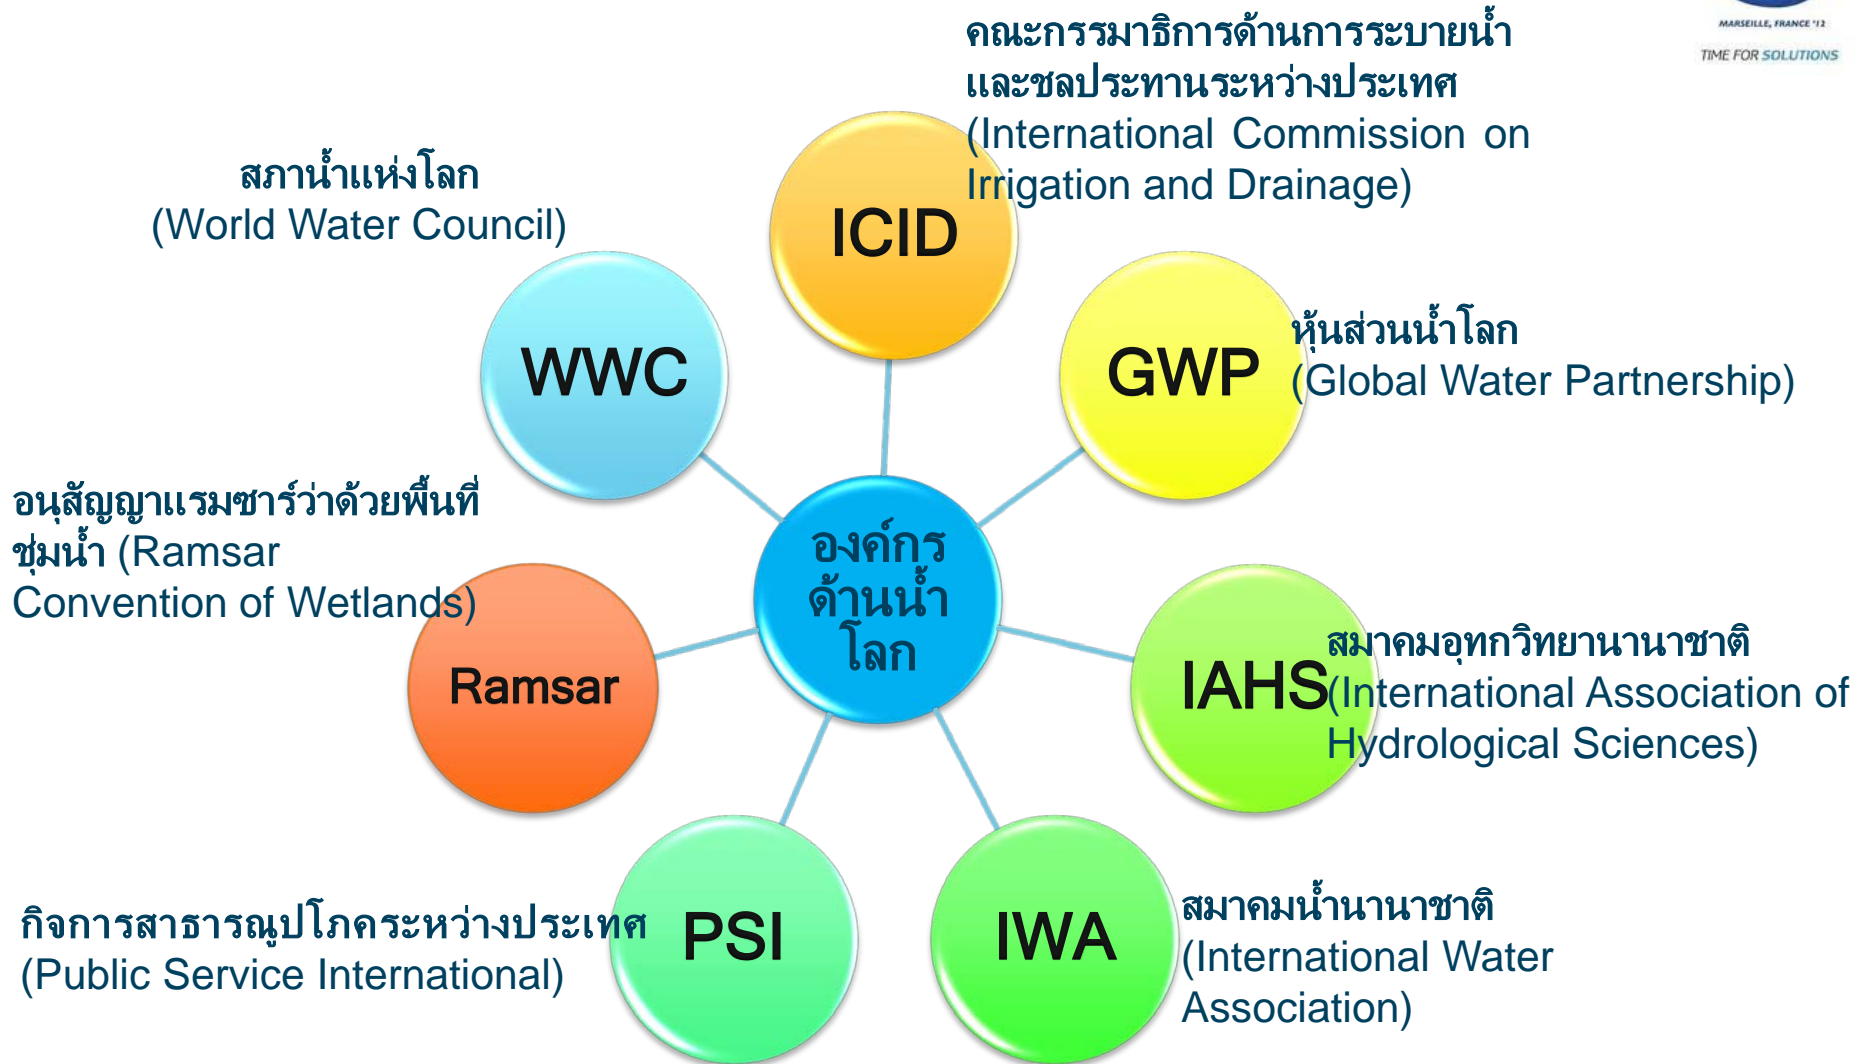 MARSEILLE, FRANCE '12
TIME FOR SOLUTIONS
คณะกรรมาธิการด้านการระบายน้ำ
และชลประทานระหว่างประเทศ
(International Commission on
Irrigation and Drainage)
ICID
สภาน้ำแห่งโลก
(World Water Council)
WWC
หุ้นส่วนน้ำโลก
(Global Water Partnership)
GWP
อนุสัญญาแรมซาร์ว่าด้วยพื้นที่
ชุ่มน้ำ (Ramsar
Convention of Wetlands)
Ramsar
องค์กร
ด้านน้ำ
โลก
สมาคมอุทกวิทยานานาชาติ
(International Association of
Hydrological Sciences)
IAHS
กิจการสาธารณูปโภคระหว่างประเทศ
(Public Service International)
PSI
IWA
สมาคมน้ำนานาชาติ
(International Water
Association)